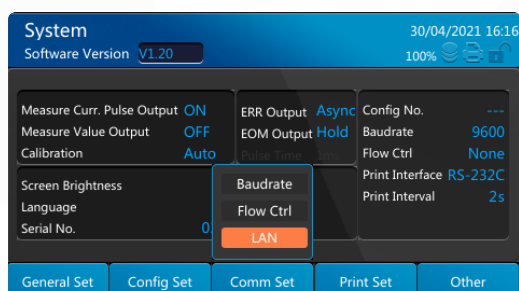 System
30/04/2021 16:16
Software Version V1.20
100%
Measure Curr. Pulse Output ON
Measure Value Output OFF
Calibration Auto
ERR Output Async
EOM Output Hold
Pulse Time
Config No. ---
Baudrate 9600
Flow Ctrl None
Print Interface RS-232C
Print Interval 2s
Screen Brightness
Language
Serial No.
Baudrate
Flow Ctrl
LAN
General Set
Config Set
Comm Set
Print Set
Other